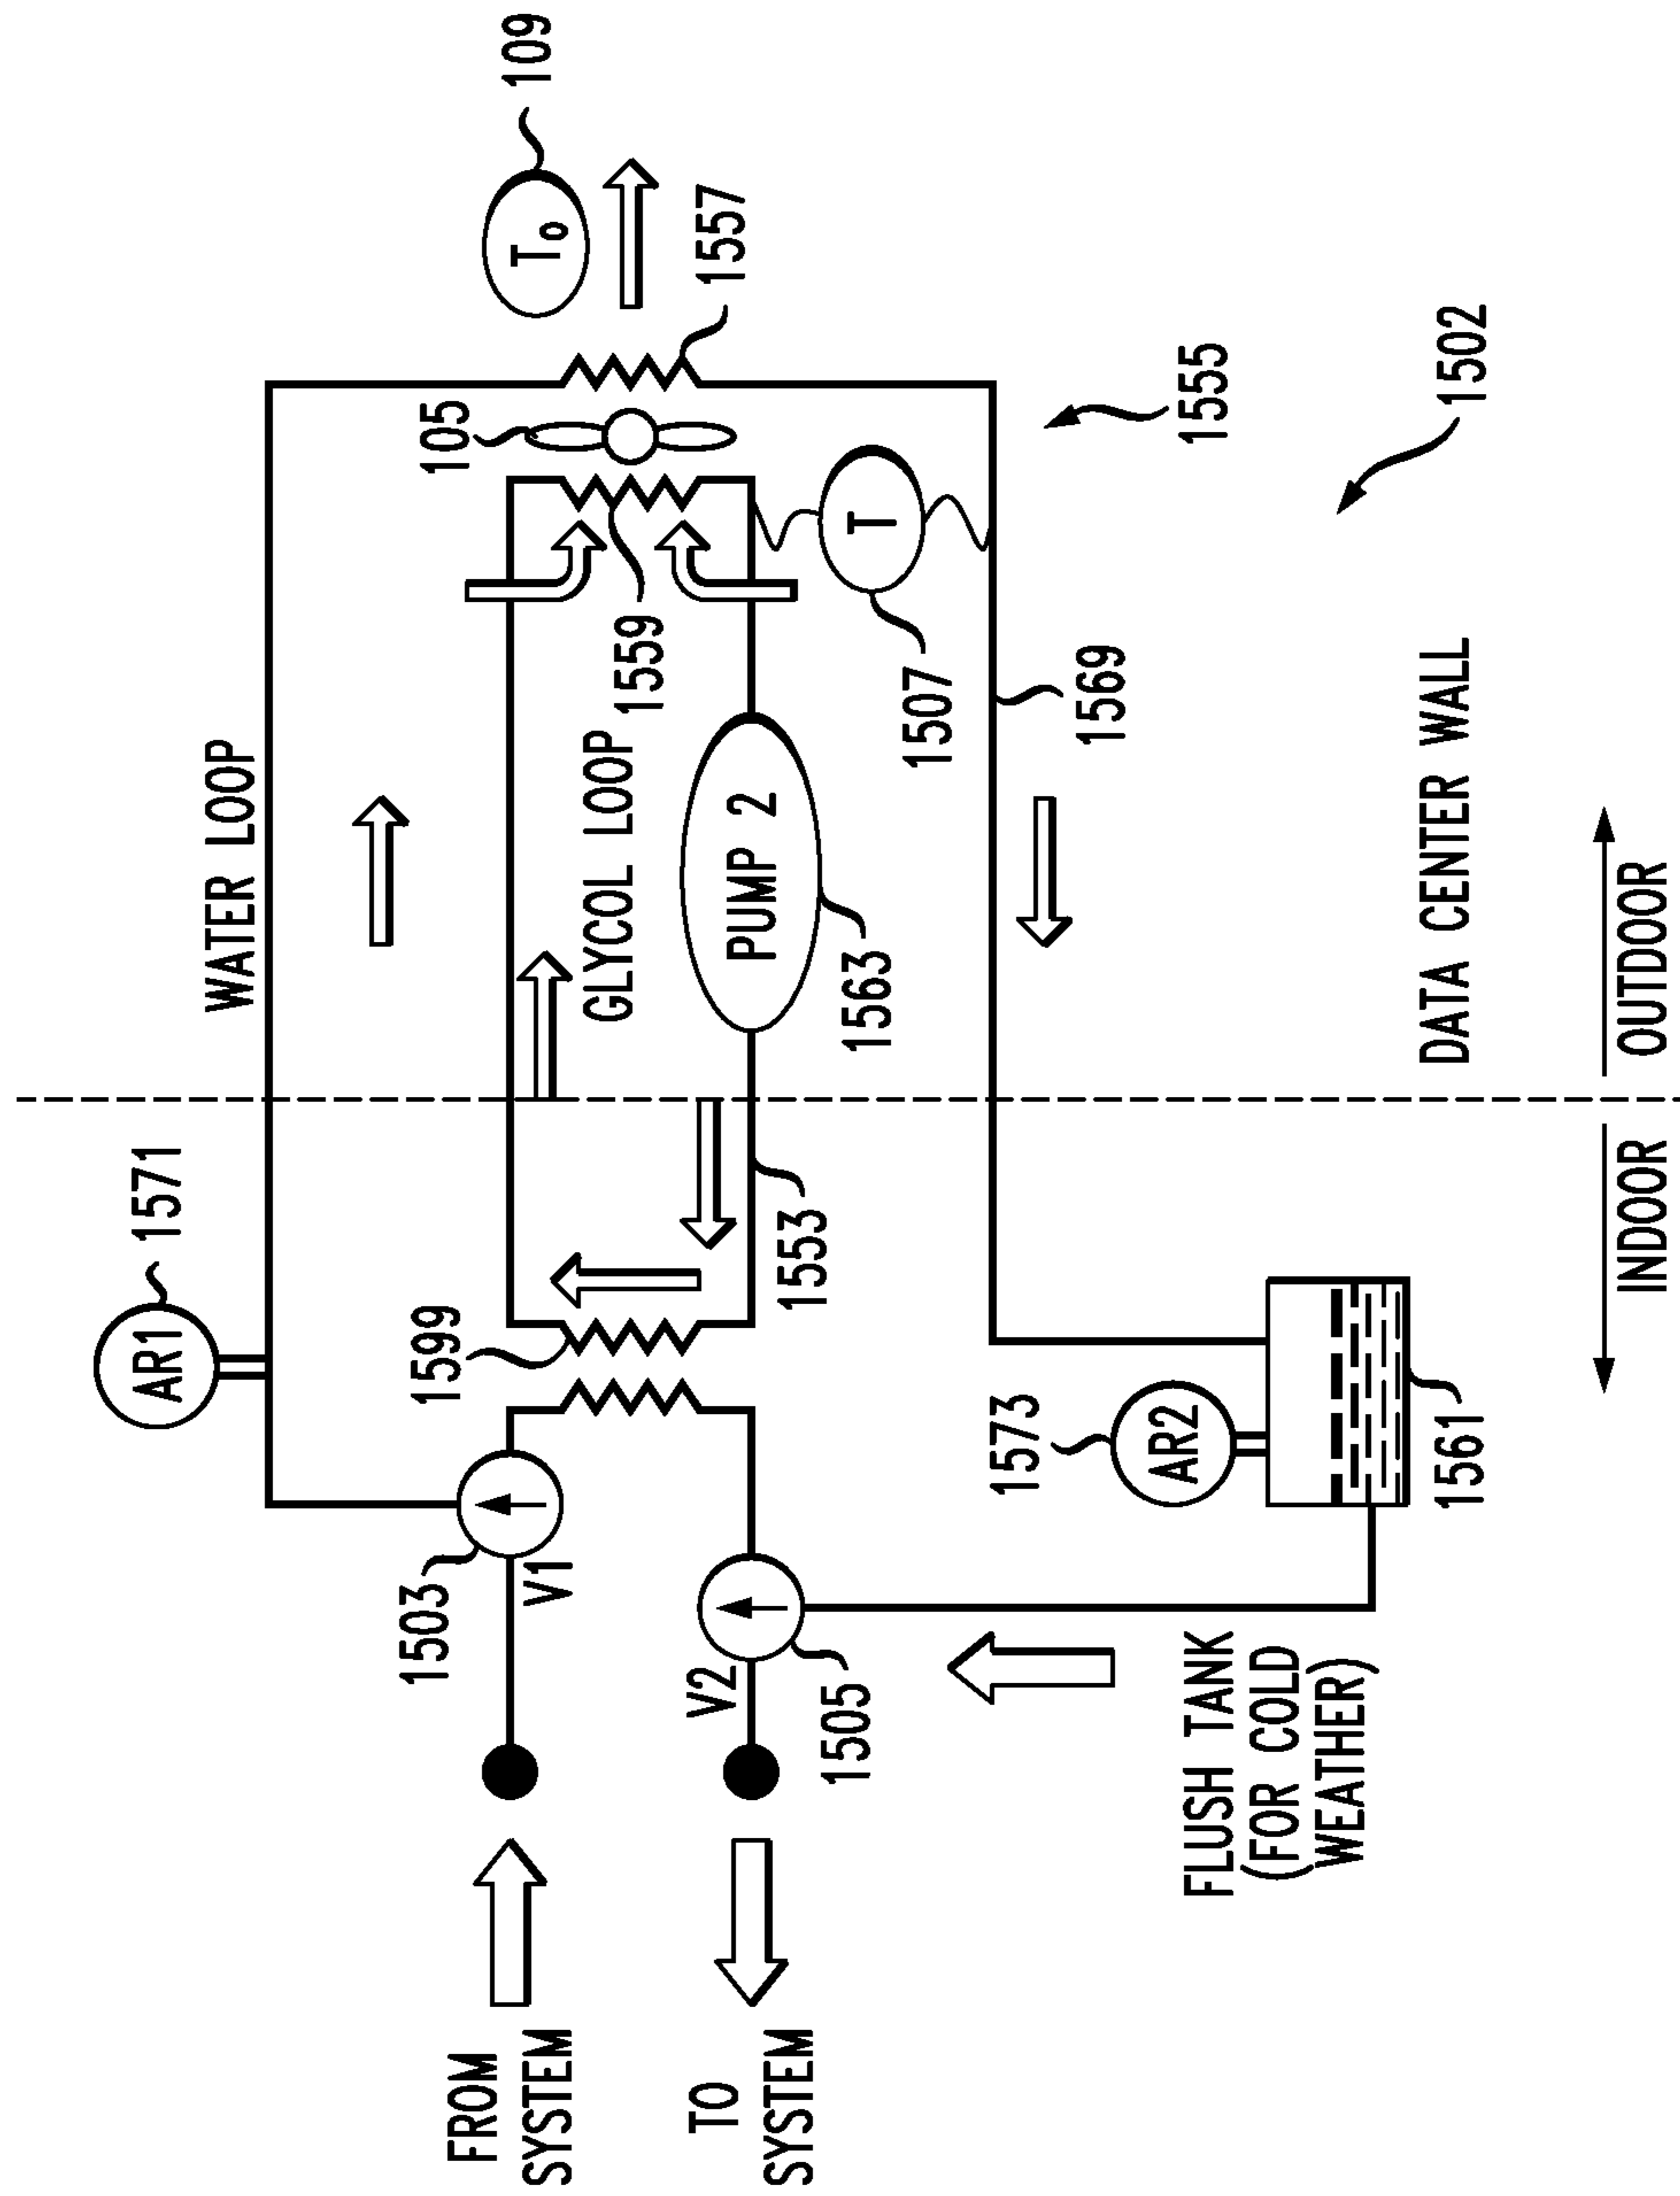 109
T0
1557
105
WATER LOOP
1555
1502
1559
T
GLYCOL LOOP
1507
1569
PUMP 2
1563
DATA CENTER WALL
OUTDOOR
INDOOR
1571
AR1
1599
1553
1573
AR2
1561
1503
V1
V2
1505
FLUSH TANK
(FOR COLD
WEATHER)
FROM
SYSTEM
TO
SYSTEM